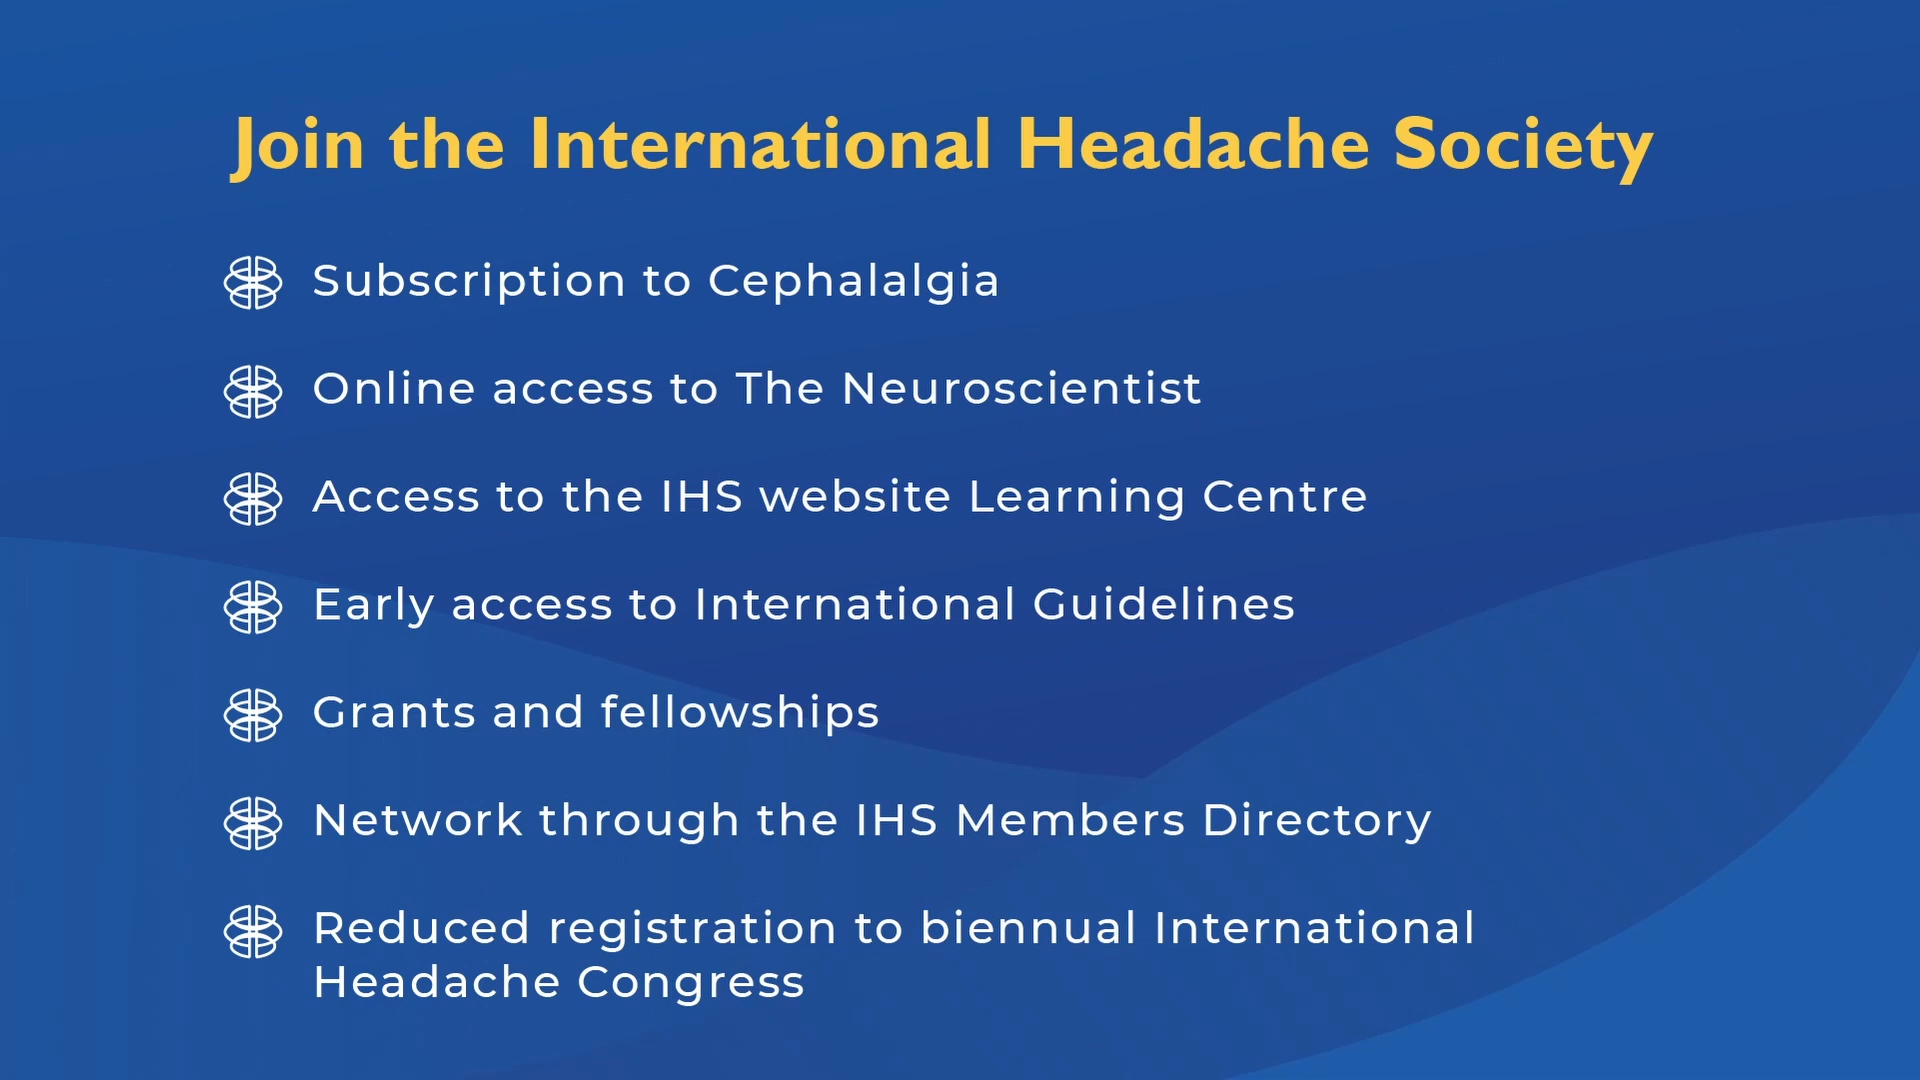 Join the International Headache Society
Subscription to Cephalalgia
Online access to The Neuroscientist
Access to the IHS website Learning Centre
Early access to International Guidelines
Grants and fellowships
Network through the IHS Members Directory
Reduced registration to biennual International
Headache Congress